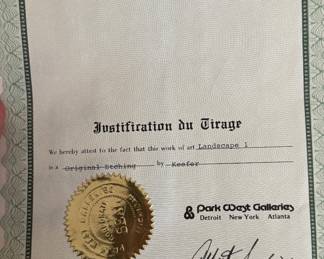 Justification du Tirage
We hereby attest to the fact that this work of art Landscape 1
is a Original Etching by Keefer
Park West Galleries
Detroit New York Atlanta